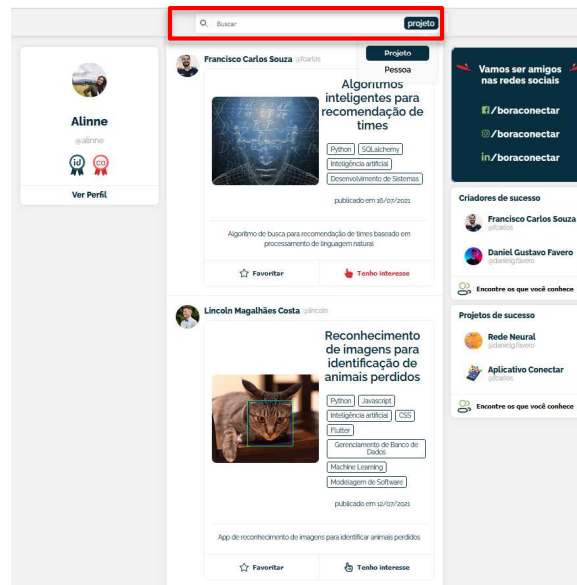 Buscar
projeto
Projeto
Pessoa
Alinne
@alinne
id
co
Ver Perfil
Francisco Carlos Souza @fcarlos
Algoritmos
inteligentes para
recomendação de
times
Python SQLalchemy
Inteligência artificial
Desenvolvimento de Sistemas
publicado em 16/07/2021
Algoritmo de busca para recomendação de times baseado em
processamento de linguagem natural
Favoritar
Tenho interesse
Lincoln Magalhães Costa @lincoln
Reconhecimento
de imagens para
identificação de
animais perdidos
Python Javascript
Inteligência artificial CSS
Flutter
Gerenciamento de Banco de
Dados
Machine Learning
Modelagem de Software
publicado em 12/07/2021
App de reconhecimento de imagens para identificar animais perdidos
Favoritar
Tenho interesse
Vamos ser amigos
nas redes sociais
/boraconectar
/boraconectar
in/boraconectar
Criadores de sucesso
Francisco Carlos Souza
@fcarlos
Daniel Gustavo Favero
@danielgfavero
Encontre os que você conhece
Projetos de sucesso
Rede Neural
@danielgfavero
Aplicativo Conectar
@fcarlos
Encontre os que você conhece